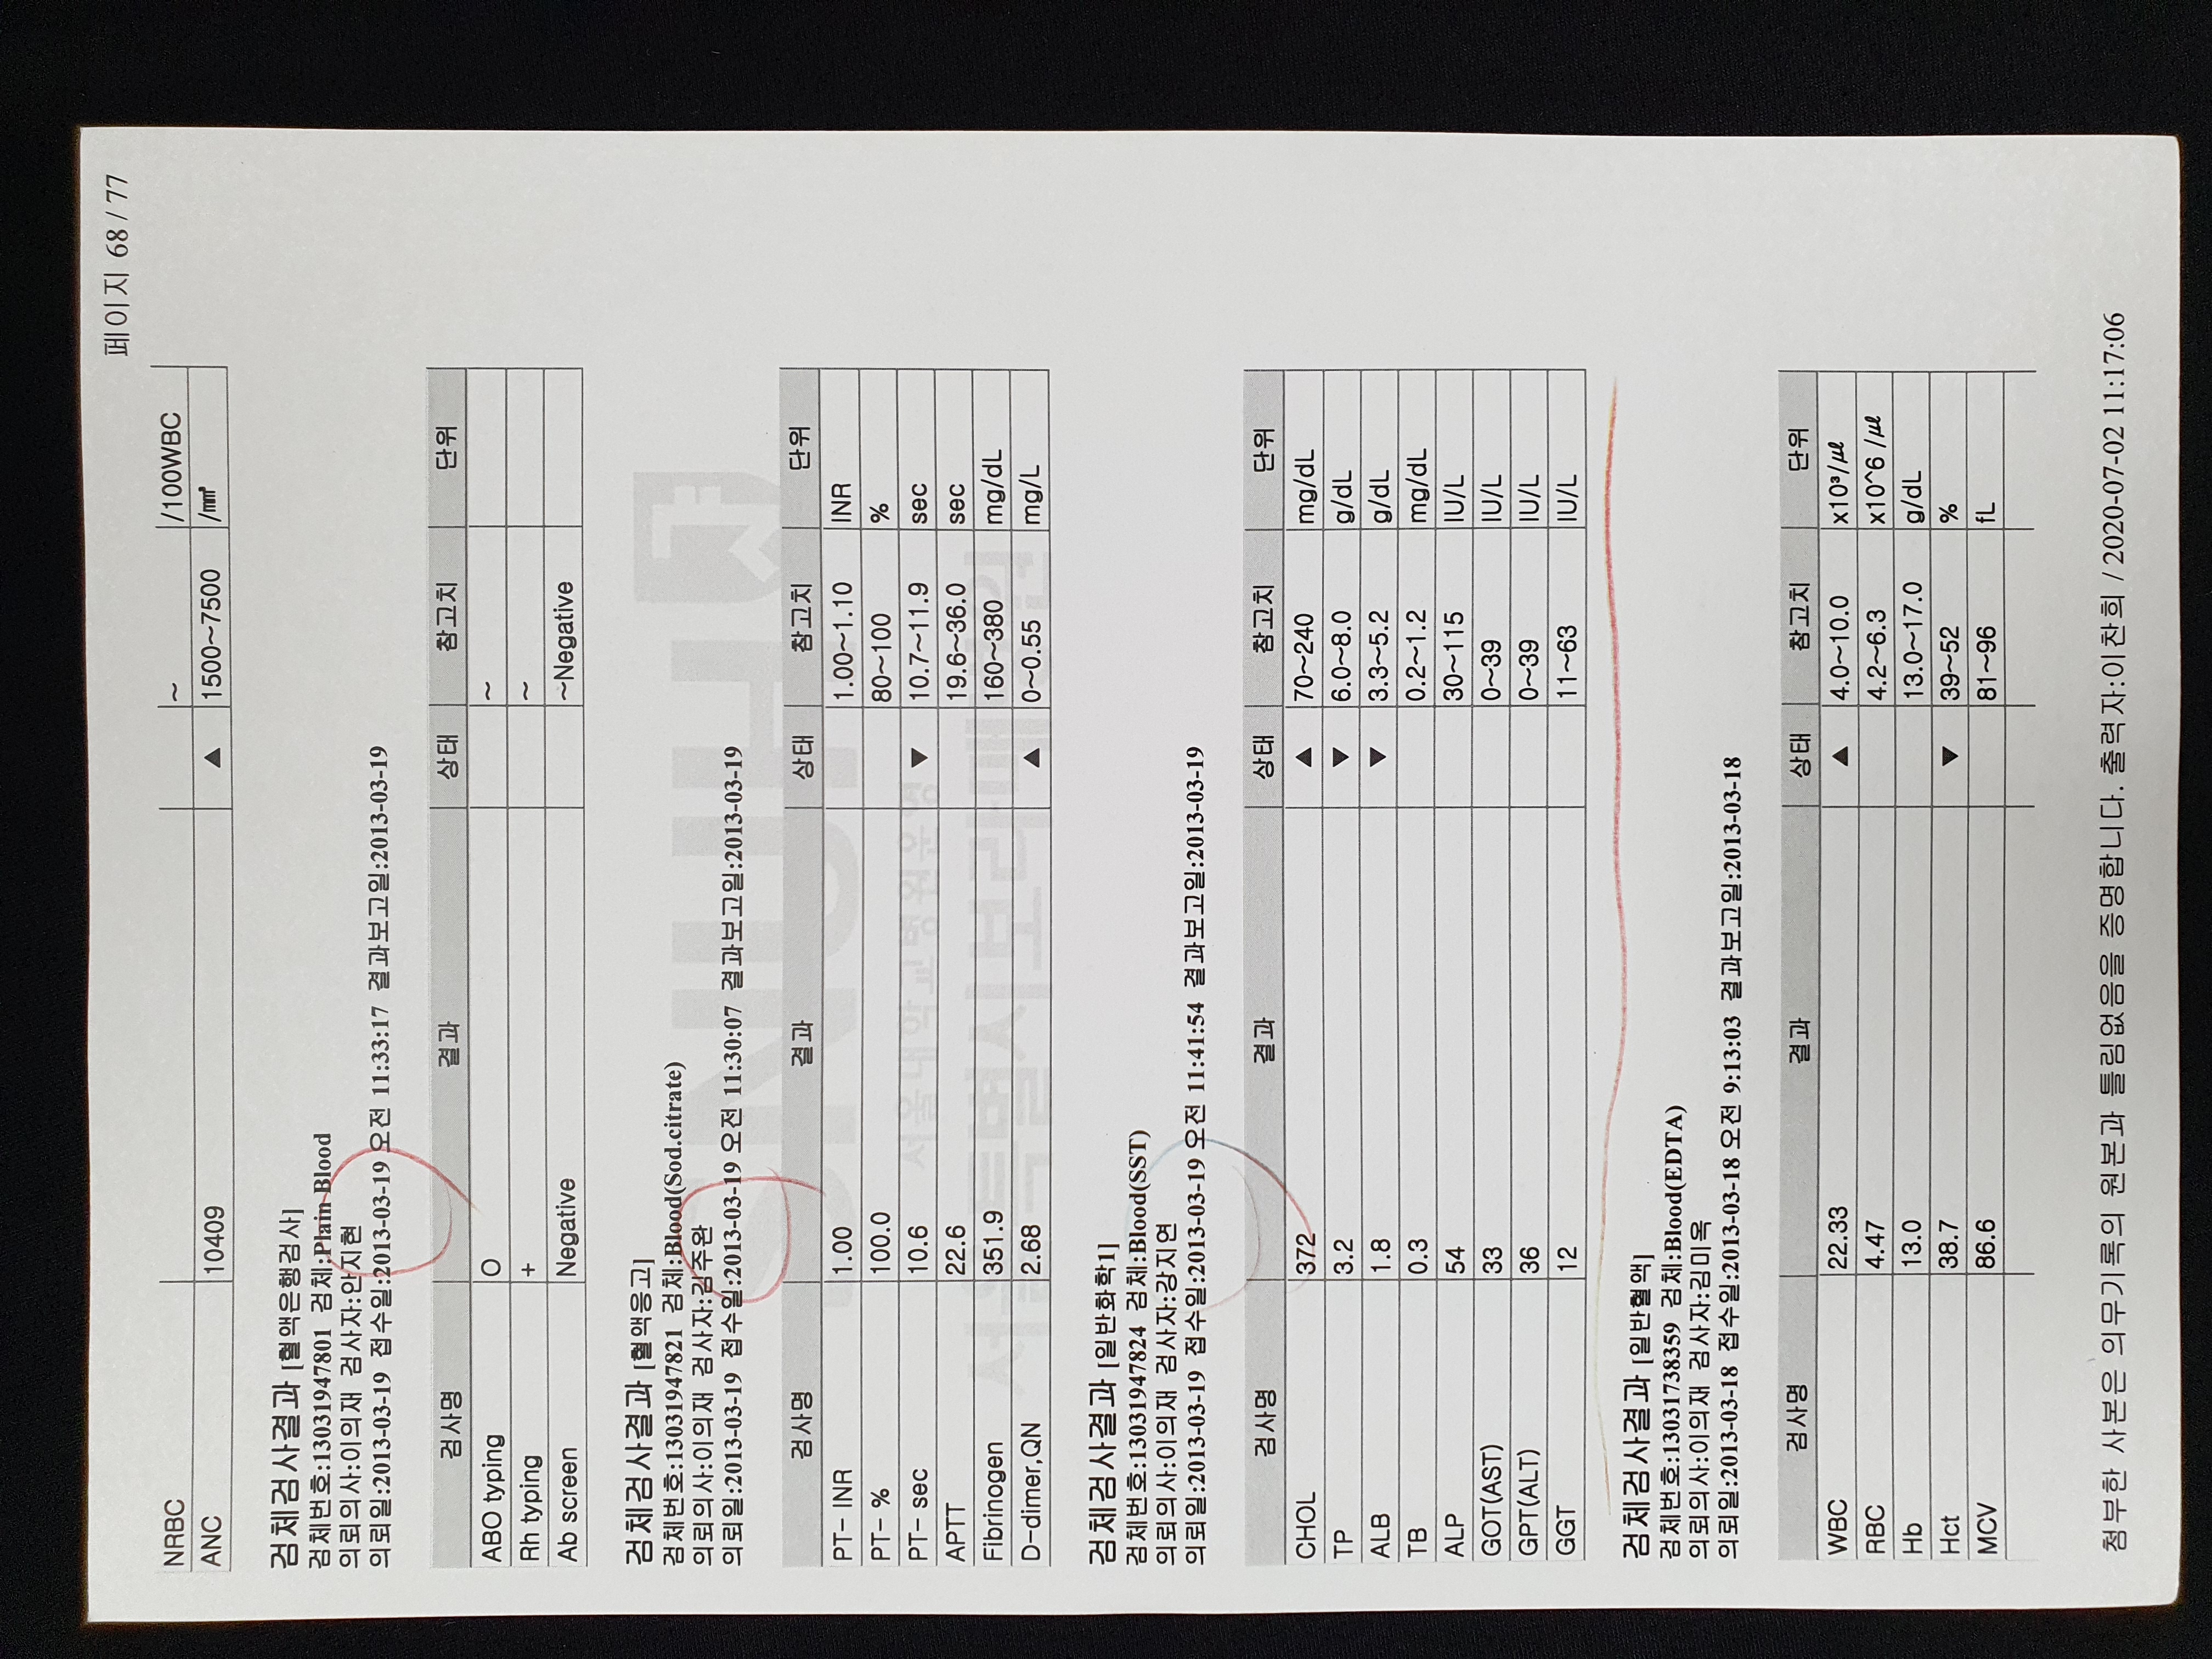 페이지 68 / 77
NRBC ~ /100WBC
ANC 10409 ▲ 1500~7500 /㎣
검체검사결과 [혈액은행검사]
검체번호:13031947801 검체:Plain Blood
의뢰의사:이의재 검사자:안지현
의뢰일:2013-03-19 접수일:2013-03-19 오전 11:33:17 결과보고일:2013-03-19
검사명 결과 상태 참고치 단위
ABO typing O ~
Rh typing + ~
Ab screen Negative ~Negative
검체검사결과 [혈액응고]
검체번호:13031947821 검체:Blood(Sod.citrate)
의뢰의사:이의재 검사자:김주완
의뢰일:2013-03-19 접수일:2013-03-19 오전 11:30:07 결과보고일:2013-03-19
검사명 결과 상태 참고치 단위
PT- INR 1.00 1.00~1.10 INR
PT- % 100.0 80~100 %
PT- sec 10.6 ▼ 10.7~11.9 sec
APTT 22.6 19.6~36.0 sec
Fibrinogen 351.9 160~380 mg/dL
D-dimer,QN 2.68 ▲ 0~0.55 mg/L
SNUH
서울대학교병원운영
서울특별시보라매병원
검체검사결과 [일반화학1]
검체번호:13031947824 검체:Blood(SST)
의뢰의사:이의재 검사자:강지연
의뢰일:2013-03-19 접수일:2013-03-19 오전 11:41:54 결과보고일:2013-03-19
검사명 결과 상태 참고치 단위
CHOL 372 ▲ 70~240 mg/dL
TP 3.2 ▼ 6.0~8.0 g/dL
ALB 1.8 ▼ 3.3~5.2 g/dL
TB 0.3 0.2~1.2 mg/dL
ALP 54 30~115 IU/L
GOT(AST) 33 0~39 IU/L
GPT(ALT) 36 0~39 IU/L
GGT 12 11~63 IU/L
검체검사결과 [일반혈액]
검체번호:13031738359 검체:Blood(EDTA)
의뢰의사:이의재 검사자:김미옥
의뢰일:2013-03-18 접수일:2013-03-18 오전 9:13:03 결과보고일:2013-03-18
검사명 결과 상태 참고치 단위
WBC 22.33 ▲ 4.0~10.0 x10³/㎕
RBC 4.47 4.2~6.3 x10^6 /㎕
Hb 13.0 13.0~17.0 g/dL
Hct 38.7 ▼ 39~52 %
MCV 86.6 81~96 fL
첨부한 사본은 의무기록의 원본과 틀림없음을 증명합니다. 출력자:이찬희 / 2020-07-02 11:17:06